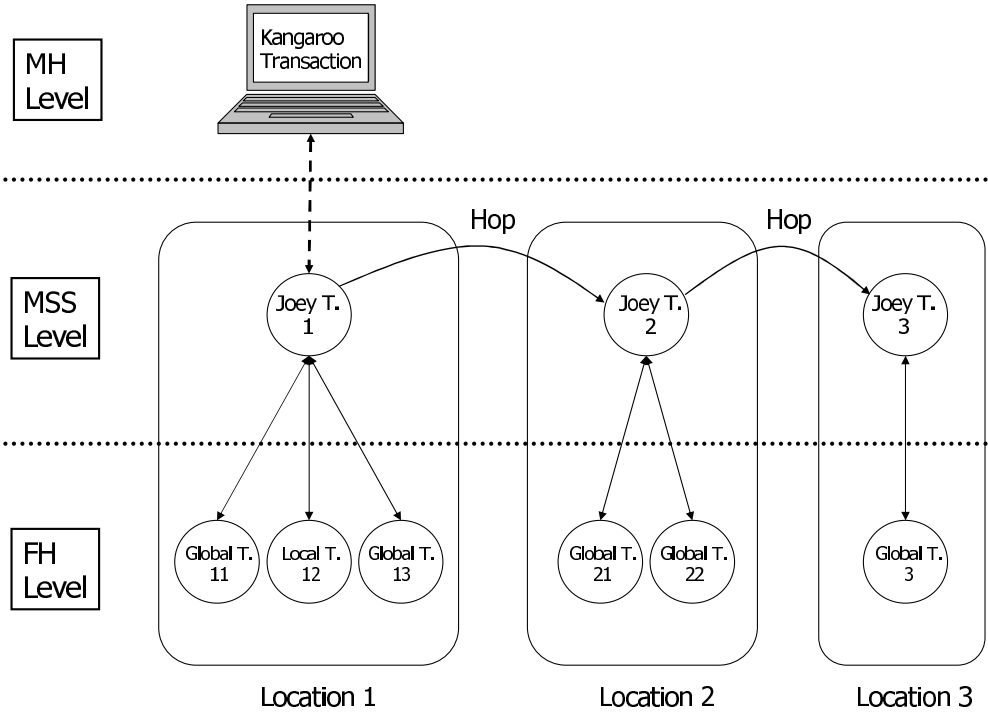 MH
Level
Kangaroo
Transaction
Hop
Hop
MSS
Level
Joey T.
1
Joey T.
2
Joey T.
3
FH
Level
Global T.
11
Local T.
12
Global T.
13
Global T.
21
Global T.
22
Global T.
3
Location 1
Location 2
Location 3